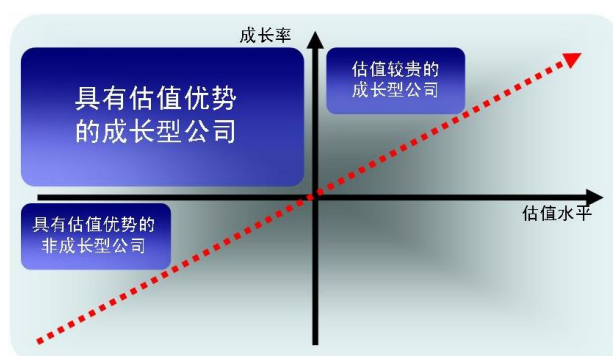 成长率
具有估值优势
的成长型公司
估值较贵的
成长型公司
估值水平
具有估值优势的
非成长型公司